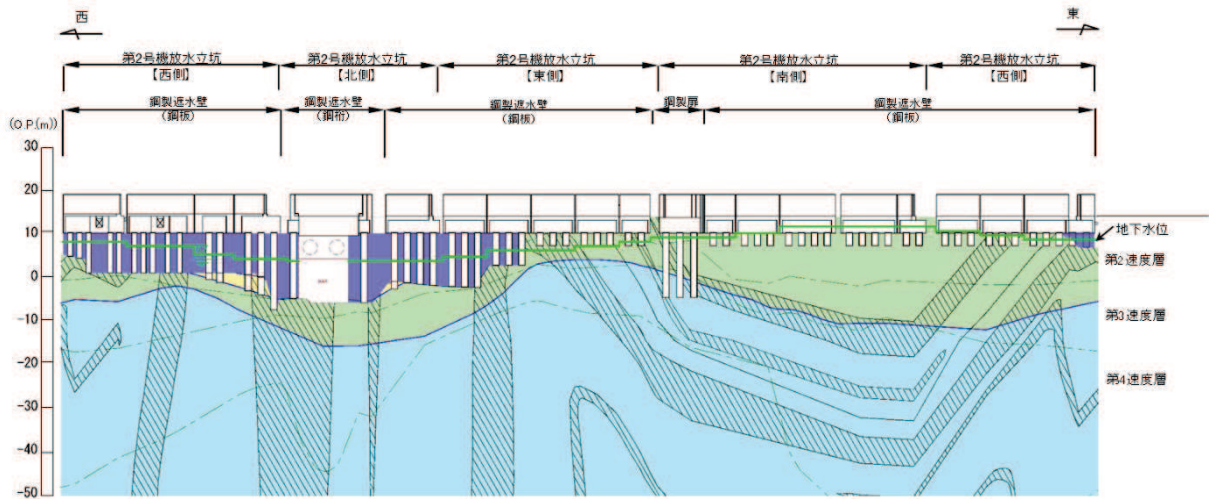 西
東
第2号機放水立坑
【西側】
第2号機放水立坑
【北側】
第2号機放水立坑
【東側】
第2号機放水立坑
【南側】
第2号機放水立坑
【西側】
鋼製遮水壁
(鋼板)
鋼製遮水壁
(鋼桁)
鋼製遮水壁
(鋼板)
鋼製扉
鋼製遮水壁
(鋼板)
(O.P.(m))
30
20
10
0
-10
-20
-30
-40
-50
地下水位
第2速度層
第3速度層
第4速度層